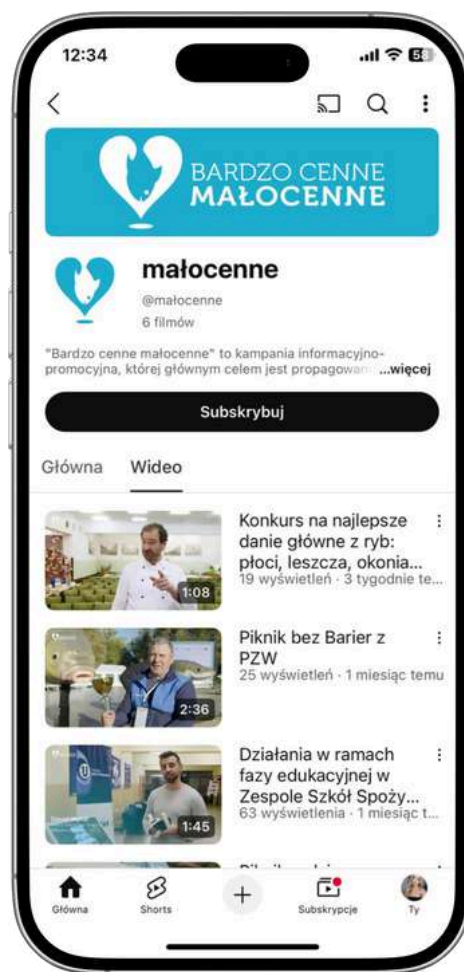 12:34
58
BARDZO CENNE
MAŁOCENNE
małocenne
@małocenne
6 filmów
"Bardzo cenne małocenne" to kampania informacyjno-
promocyjna, której głównym celem jest ...więcej
Subskrybuj
Główna Wideo
Konkurs na najlepsze
danie główne z ryb:
płoci, leszcza, okonia...
19 wyświetleń · 3 tygodnie te...
1:08
Piknik bez Barier z
PZW
25 wyświetleń · 1 miesiąc temu
2:36
Działania w ramach
fazy edukacyjnej w
Zespole Szkół Spoży...
63 wyświetlenia · 1 miesiąc t...
1:45
Główna Shorts Subskrypcje Ty